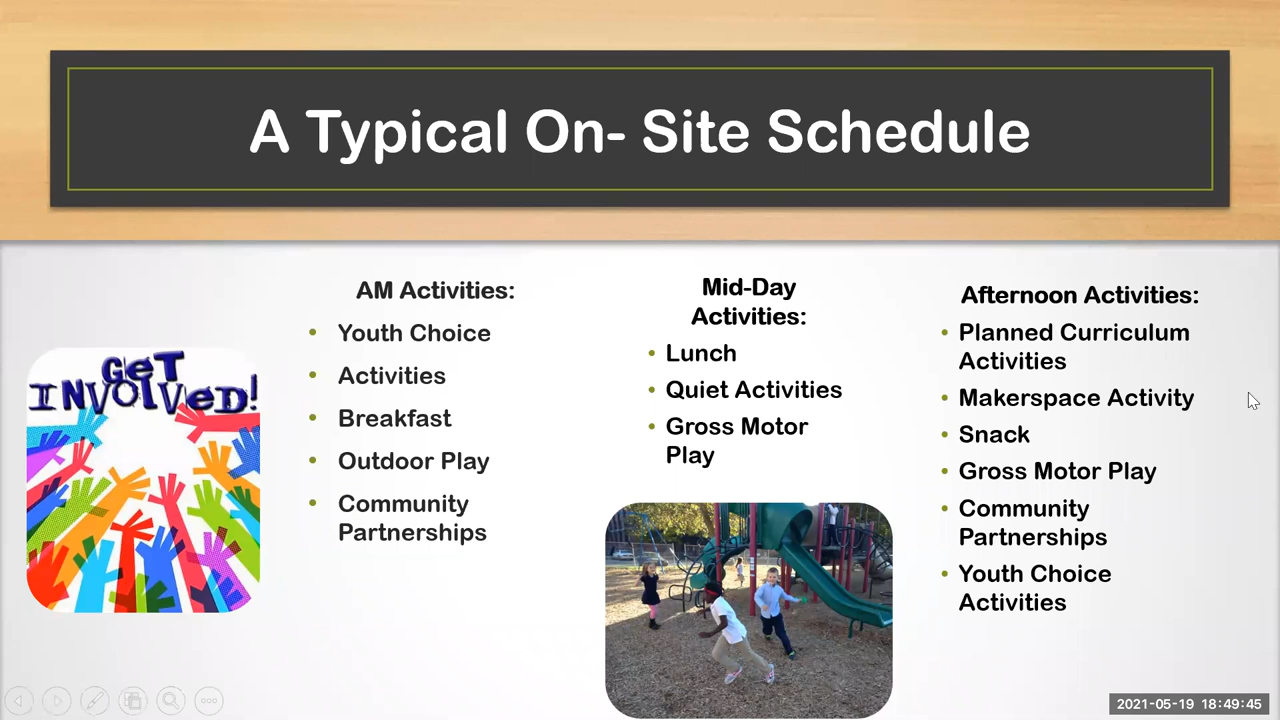 A Typical On- Site Schedule
GeT
INVOLVeD!
AM Activities:
• Youth Choice
• Activities
• Breakfast
• Outdoor Play
• Community
Partnerships
Mid-Day
Activities:
• Lunch
• Quiet Activities
• Gross Motor
Play
Afternoon Activities:
• Planned Curriculum
Activities
• Makerspace Activity
• Snack
• Gross Motor Play
• Community
Partnerships
• Youth Choice
Activities
2021-05-19 18:49:45